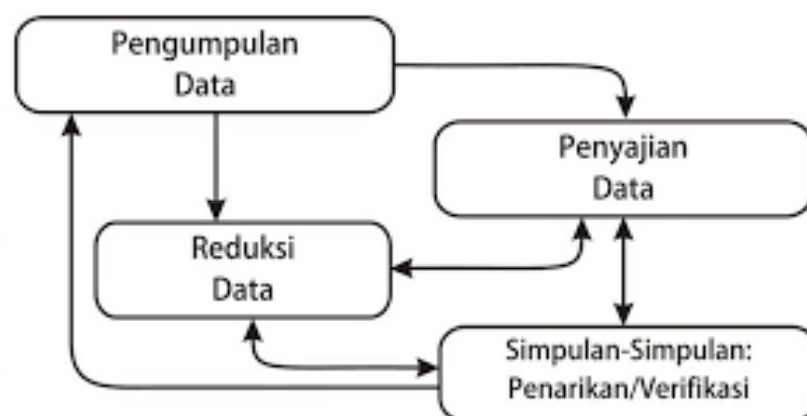 Pengumpulan
Data
Penyajian
Data
Reduksi
Data
Simpulan-Simpulan:
Penarikan/Verifikasi